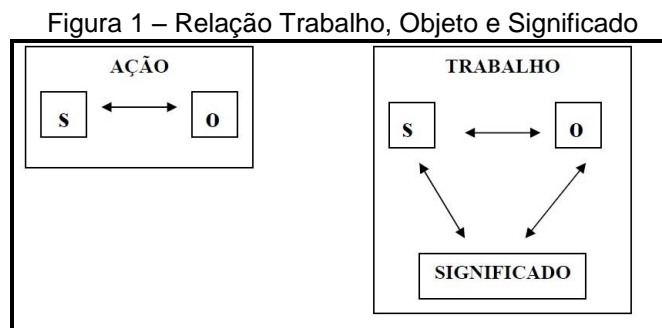 Figura 1 – Relação Trabalho, Objeto e Significado
AÇÃO
S O
TRABALHO
S O
SIGNIFICADO